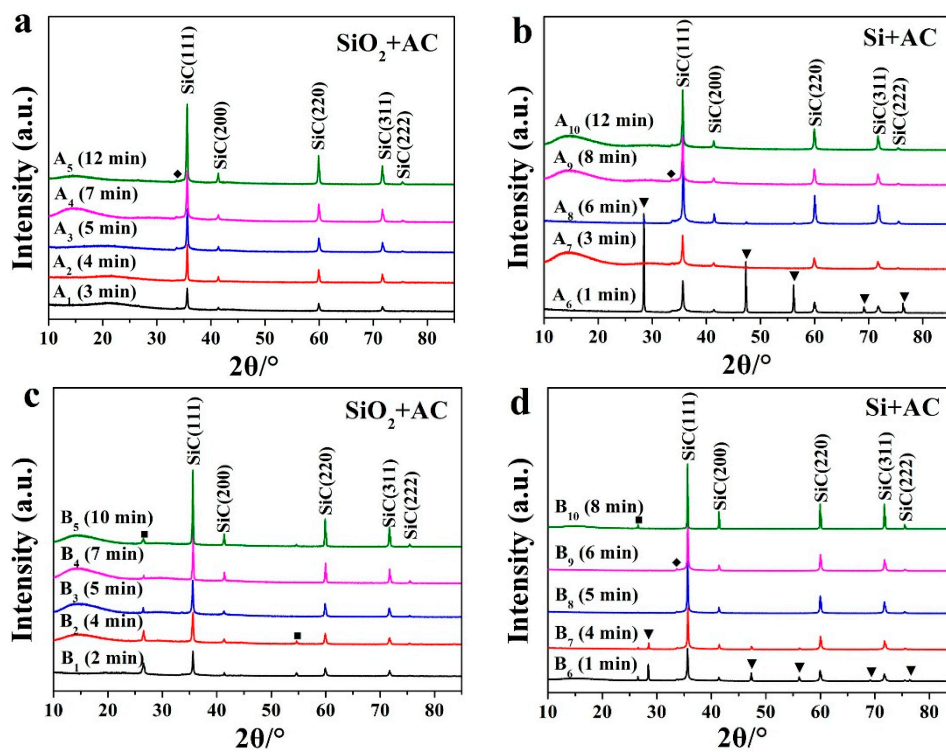 a
SiO₂+AC
Intensity (a.u.)
SiC(111)
SiC(200)
SiC(220)
SiC(311)
SiC(222)
A₅ (12 min)
A₄ (7 min)
A₃ (5 min)
A₂ (4 min)
A₁ (3 min)
10 20 30 40 50 60 70 80
2θ/°
b
Si+AC
Intensity (a.u.)
SiC(111)
SiC(200)
SiC(220)
SiC(311)
SiC(222)
A₁₀ (12 min)
A₉ (8 min)
A₈ (6 min)
A₇ (3 min)
A₆ (1 min)
10 20 30 40 50 60 70 80
2θ/°
c
SiO₂+AC
Intensity (a.u.)
SiC(111)
SiC(200)
SiC(220)
SiC(311)
SiC(222)
B₅ (10 min)
B₄ (7 min)
B₃ (5 min)
B₂ (4 min)
B₁ (2 min)
10 20 30 40 50 60 70 80
2θ/°
d
Si+AC
Intensity (a.u.)
SiC(111)
SiC(200)
SiC(220)
SiC(311)
SiC(222)
B₁₀ (8 min)
B₉ (6 min)
B₈ (5 min)
B₇ (4 min)
B₆ (1 min)
10 20 30 40 50 60 70 80
2θ/°